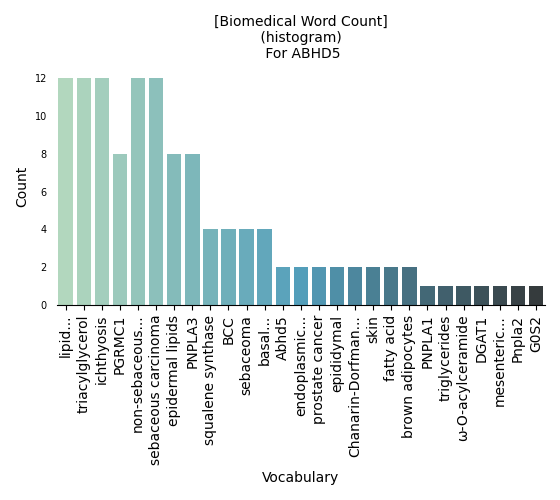 [Biomedical Word Count]
(histogram)
For ABHD5
12
10
8
6
4
2
0
Count
lipid...
triacylglycerol
ichthyosis
PGRMC1
non-sebaceous...
sebaceous carcinoma
epidermal lipids
PNPLA3
squalene synthase
BCC
sebaceoma
basal...
Abhd5
endoplasmic...
prostate cancer
epididymal
Chanarin-Dorfman...
skin
fatty acid
brown adipocytes
PNPLA1
triglycerides
ω-O-acylceramide
DGAT1
mesenteric...
Pnpla2
G0S2
Vocabulary